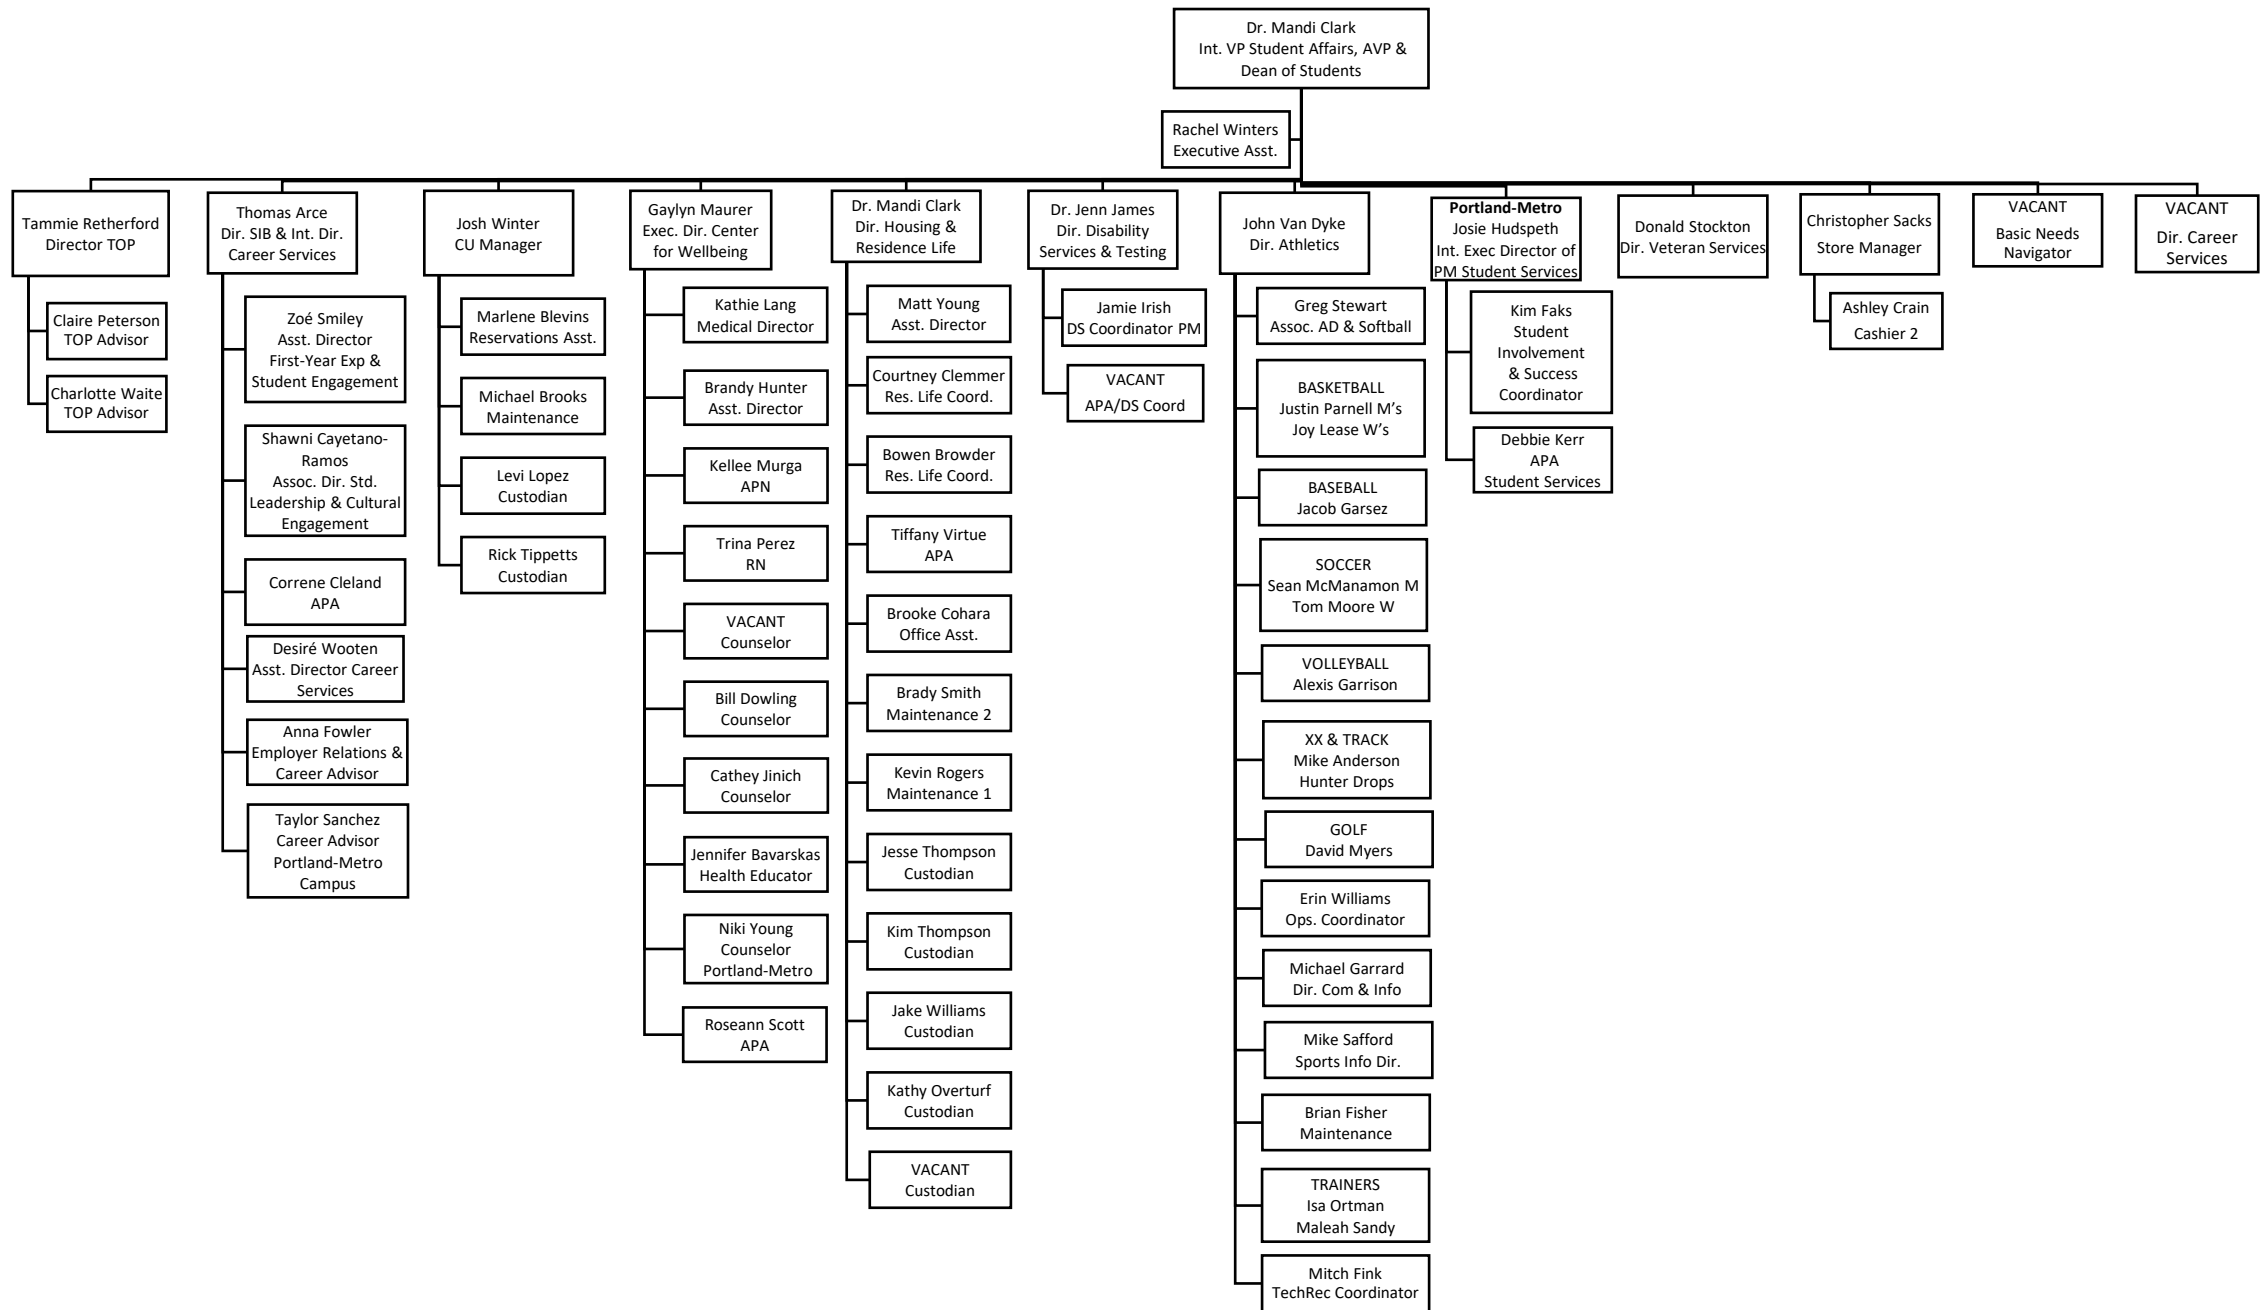 Dr. Mandi Clark
Int. VP Student Affairs, AVP &
Dean of Students
Rachel Winters
Executive Asst.
Tammie Retherford
Director TOP
Claire Peterson
TOP Advisor
Charlotte Waite
TOP Advisor
Thomas Arce
Dir. SIB & Int. Dir.
Career Services
Zoé Smiley
Asst. Director
First-Year Exp &
Student Engagement
Shawni Cayetano-
Ramos
Assoc. Dir. Std.
Leadership & Cultural
Engagement
Correne Cleland
APA
Desiré Wooten
Asst. Director Career
Services
Anna Fowler
Employer Relations &
Career Advisor
Taylor Sanchez
Career Advisor
Portland-Metro
Campus
Josh Winter
CU Manager
Marlene Blevins
Reservations Asst.
Michael Brooks
Maintenance
Levi Lopez
Custodian
Rick Tippetts
Custodian
Gaylyn Maurer
Exec. Dir. Center
for Wellbeing
Kathie Lang
Medical Director
Brandy Hunter
Asst. Director
Kellee Murga
APN
Trina Perez
RN
VACANT
Counselor
Bill Dowling
Counselor
Cathey Jinich
Counselor
Jennifer Bavarskas
Health Educator
Niki Young
Counselor
Portland-Metro
Roseann Scott
APA
Dr. Mandi Clark
Dir. Housing &
Residence Life
Matt Young
Asst. Director
Courtney Clemmer
Res. Life Coord.
Bowen Browder
Res. Life Coord.
Tiffany Virtue
APA
Brooke Cohara
Office Asst.
Brady Smith
Maintenance 2
Kevin Rogers
Maintenance 1
Jesse Thompson
Custodian
Kim Thompson
Custodian
Jake Williams
Custodian
Kathy Overturf
Custodian
VACANT
Custodian
Dr. Jenn James
Dir. Disability
Services & Testing
Jamie Irish
DS Coordinator PM
VACANT
APA/DS Coord
John Van Dyke
Dir. Athletics
Greg Stewart
Assoc. AD & Softball
BASKETBALL
Justin Parnell M’s
Joy Lease W’s
BASEBALL
Jacob Garsez
SOCCER
Sean McManamon M
Tom Moore W
VOLLEYBALL
Alexis Garrison
XX & TRACK
Mike Anderson
Hunter Drops
GOLF
David Myers
Erin Williams
Ops. Coordinator
Michael Garrard
Dir. Com & Info
Mike Safford
Sports Info Dir.
Brian Fisher
Maintenance
TRAINERS
Isa Ortman
Maleah Sandy
Mitch Fink
TechRec Coordinator
Portland-Metro
Josie Hudspeth
Int. Exec Director of
PM Student Services
Kim Faks
Student
Involvement
& Success
Coordinator
Debbie Kerr
APA
Student Services
Donald Stockton
Dir. Veteran Services
Christopher Sacks
Store Manager
Ashley Crain
Cashier 2
VACANT
Basic Needs
Navigator
VACANT
Dir. Career
Services